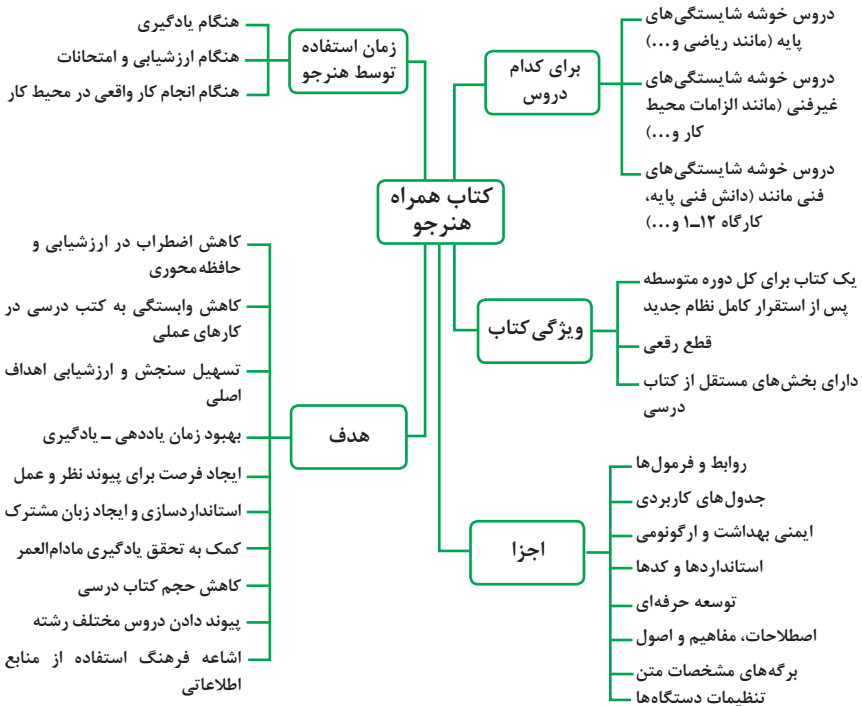 کتاب همراه
هنرجو
برای کدام
دروس
دروس خوشه شایستگی‌های
پایه (مانند ریاضی و...)
دروس خوشه شایستگی‌های
غیرفنی (مانند الزامات محیط
کار و...)
دروس خوشه شایستگی‌های
فنی مانند (دانش فنی پایه،
کارگاه ۱۲ـ۱ و...)
ویژگی کتاب
یک کتاب برای کل دوره متوسطه
پس از استقرار کامل نظام جدید
قطع رقعی
دارای بخش‌های مستقل از کتاب
درسی
اجزا
روابط و فرمول‌ها
جدول‌های کاربردی
ایمنی بهداشت و ارگونومی
استانداردها و کدها
توسعه حرفه‌ای
اصطلاحات، مفاهیم و اصول
برگه‌های مشخصات متن
تنظیمات دستگاه‌ها
زمان استفاده
توسط هنرجو
هنگام یادگیری
هنگام ارزشیابی و امتحانات
هنگام انجام کار واقعی در محیط کار
هدف
کاهش اضطراب در ارزشیابی و
حافظه‌محوری
کاهش وابستگی به کتب درسی در
کارهای عملی
تسهیل سنجش و ارزشیابی اهداف
اصلی
بهبود زمان یاددهی ـ یادگیری
ایجاد فرصت برای پیوند نظر و عمل
استانداردسازی و ایجاد زبان مشترک
کمک به تحقق یادگیری مادام‌العمر
کاهش حجم کتاب درسی
پیوند دادن دروس مختلف رشته
اشاعه فرهنگ استفاده از منابع
اطلاعاتی